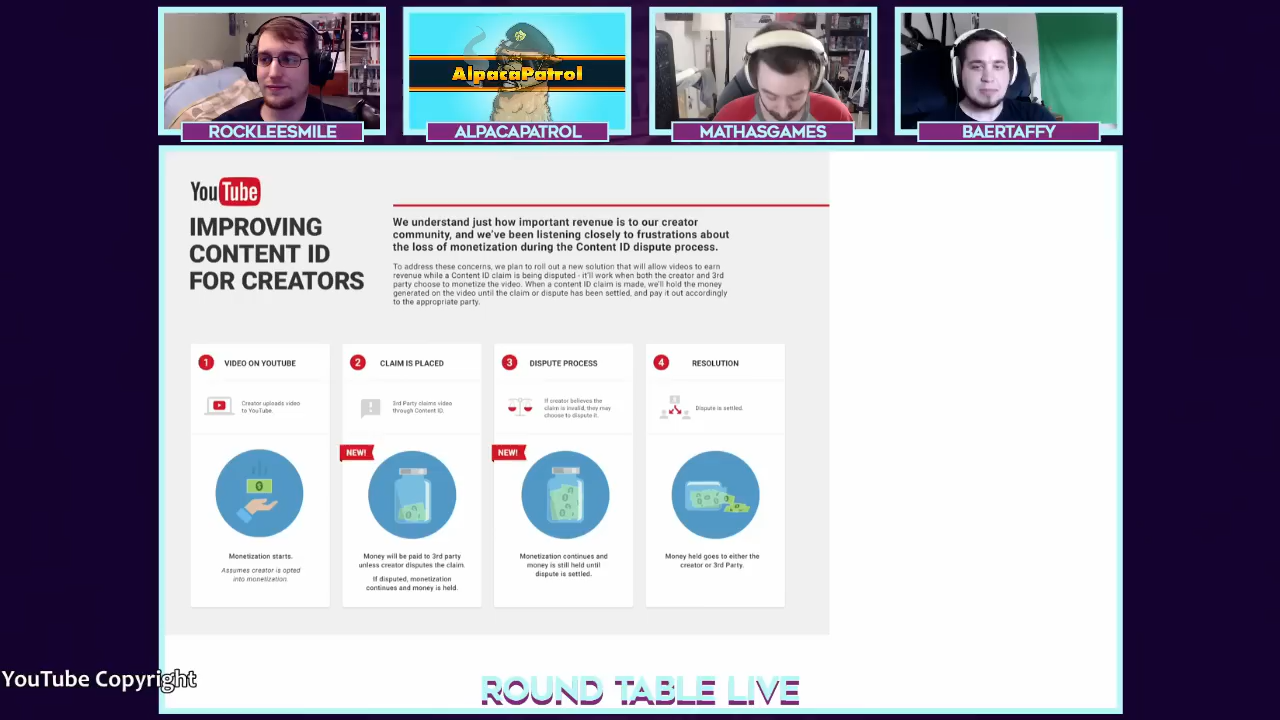 AlpacaPatrol
ROCKLEESMILE
ALPACAPATROL
MATHASGAMES
BAERTAFFY
YouTube
IMPROVING
CONTENT ID
FOR CREATORS
We understand just how important revenue is to our creator
community, and we've been listening closely to frustrations about
the loss of monetization during the Content ID dispute process.
To address these concerns, we plan to roll out a new solution that will allow videos to earn
revenue while a Content ID claim is being disputed - it'll work when both the creator and 3rd
party choose to monetize the video. When a content ID claim is made, we'll hold the money
generated on the video until the claim or dispute has been settled, and pay it out accordingly
to the appropriate party.
1 VIDEO ON YOUTUBE
Creator uploads video
to YouTube.
Monetization starts.
Assumes creator is opted
into monetization.
2 CLAIM IS PLACED
3rd Party claims video
through Content ID.
NEW!
Money will be paid to 3rd party
unless creator disputes the claim.
If disputed, monetization
continues and money is held.
3 DISPUTE PROCESS
If creator believes the
claim is invalid, they may
choose to dispute it.
NEW!
Monetization continues and
money is still held until
dispute is settled.
4 RESOLUTION
Dispute is settled.
Money held goes to either the
creator or 3rd Party.
YouTube Copyright
ROUND TABLE LIVE